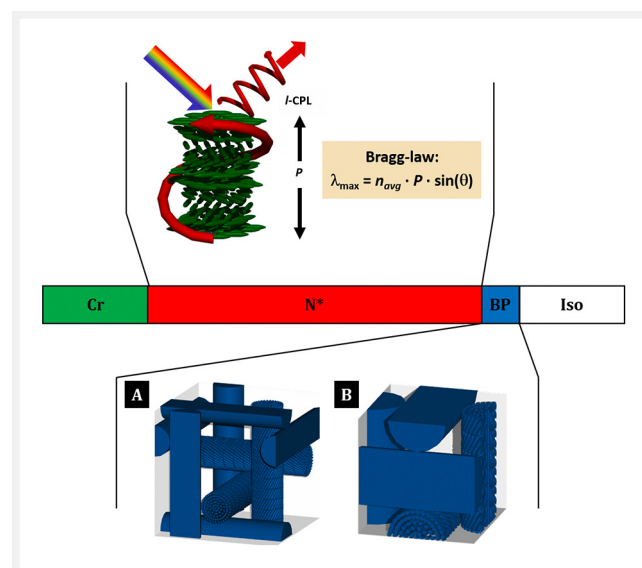 l-CPL
P
Bragg-law:
λmax = navg · P · sin(θ)
Cr N* BP Iso
A B